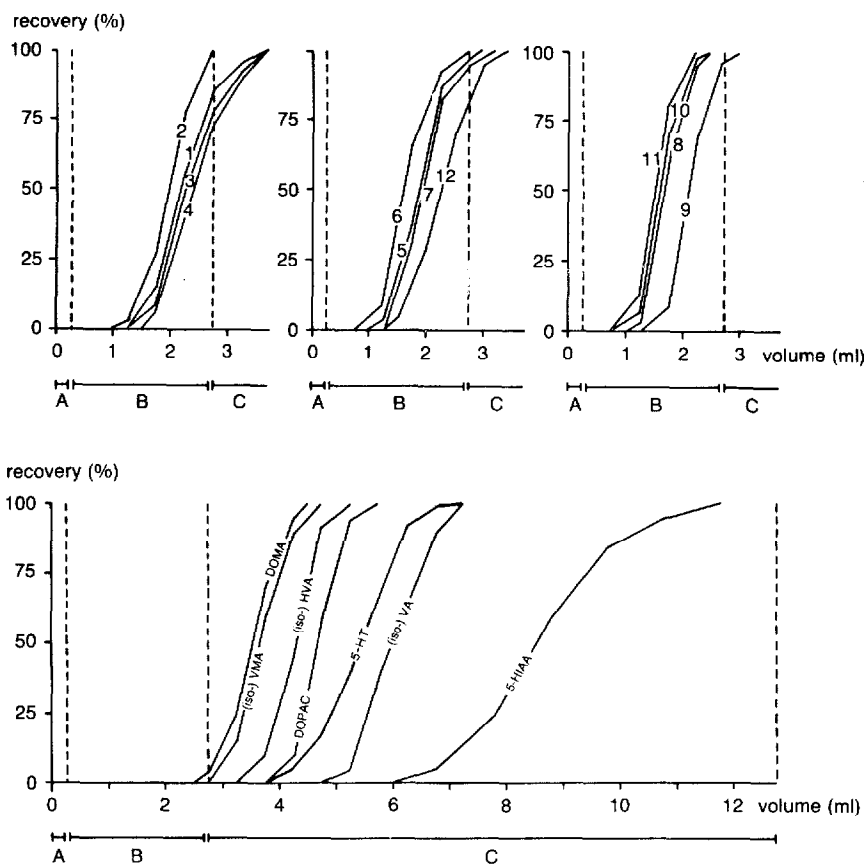 recovery (%)
100
75
50
25
0
2
1
3
4
0 1 2 3
A B C
100
75
50
25
0
6
5
7
12
0 1 2 3
A B C
100
75
50
25
0
10
8
11
9
0 1 2 3 volume (ml)
A B C
recovery (%)
100
75
50
25
0
DOMA
(iso-) VMA
(iso-) HVA
DOPAC
5-HT
(iso-) VA
5-HIAA
0 2 4 6 8 10 12 volume (ml)
A B C